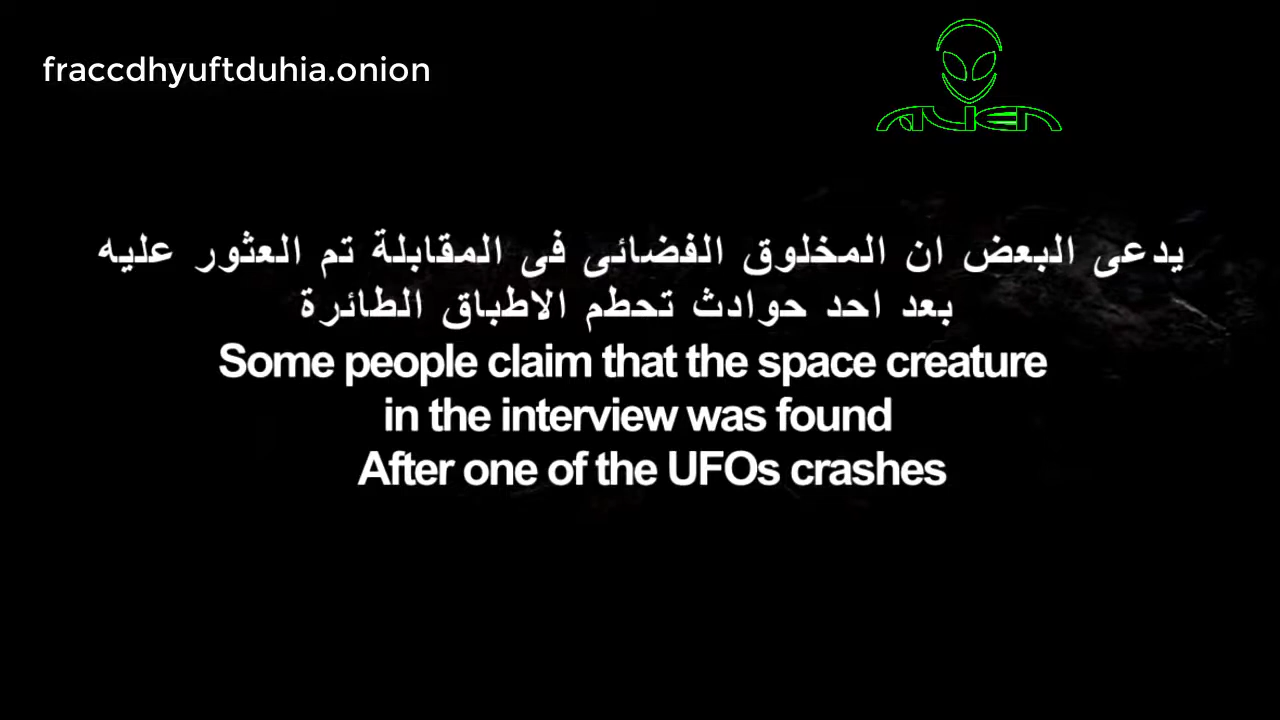 fraccdhyuftduhia.onion
ALIEN
يدعى البعض ان المخلوق الفضائى فى المقابلة تم العثور عليه
بعد احد حوادث تحطم الاطباق الطائرة
Some people claim that the space creature
in the interview was found
After one of the UFOs crashes